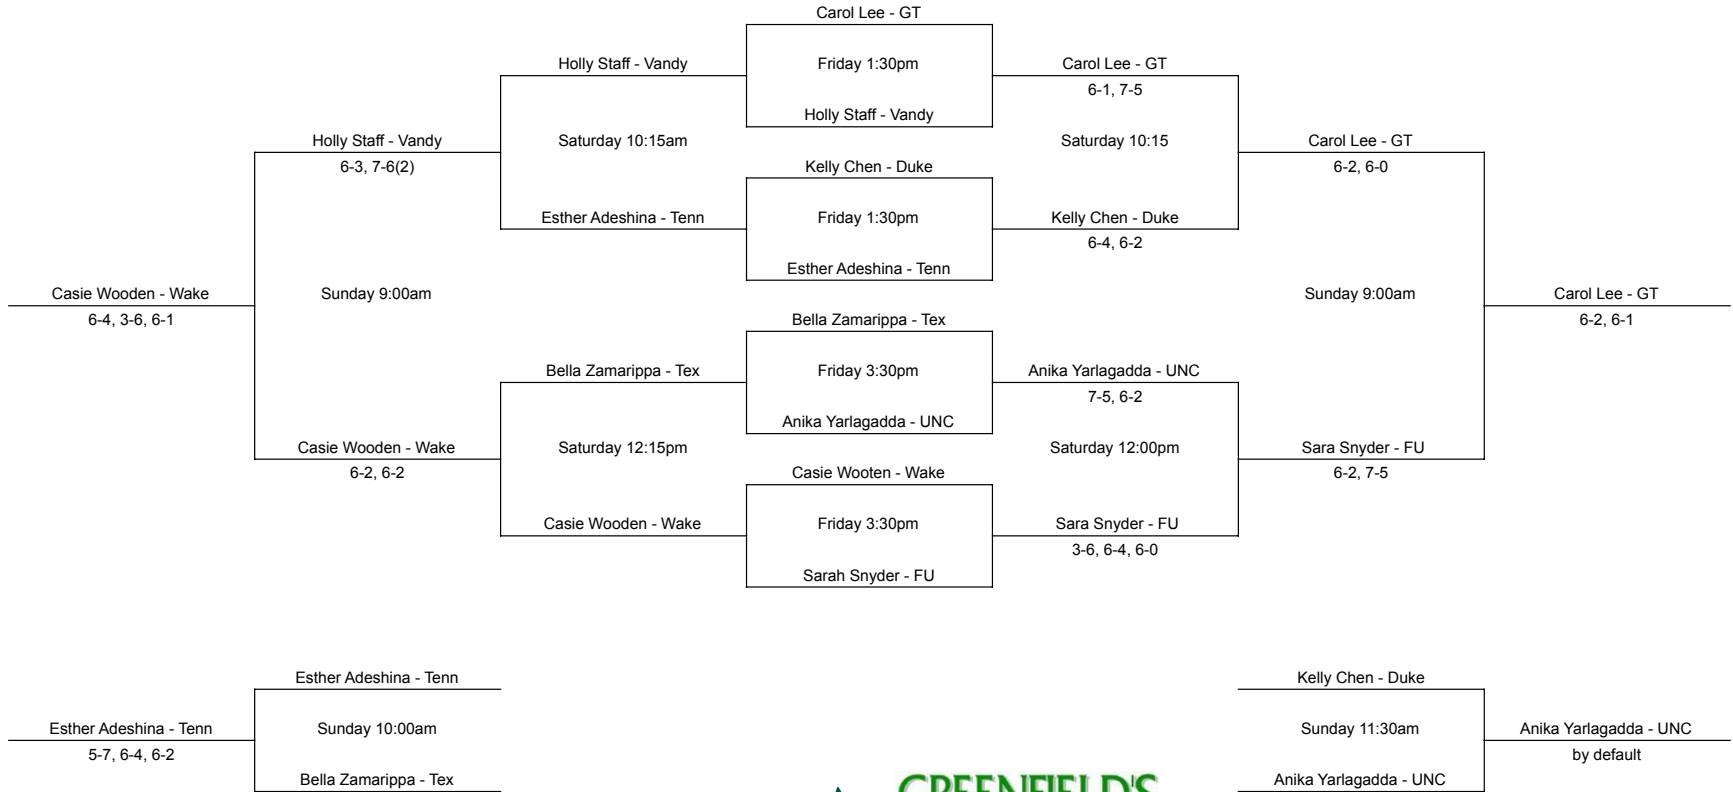 Carol Lee - GT
Holly Staff - Vandy
Friday 1:30pm
Carol Lee - GT
6-1, 7-5
Holly Staff - Vandy
Holly Staff - Vandy
6-3, 7-6(2)
Saturday 10:15am
Saturday 10:15
Carol Lee - GT
6-2, 6-0
Kelly Chen - Duke
Esther Adeshina - Tenn
Friday 1:30pm
Kelly Chen - Duke
6-4, 6-2
Esther Adeshina - Tenn
Casie Wooden - Wake
6-4, 3-6, 6-1
Sunday 9:00am
Sunday 9:00am
Carol Lee - GT
6-2, 6-1
Bella Zamarippa - Tex
Bella Zamarippa - Tex
Friday 3:30pm
Anika Yarlagadda - UNC
7-5, 6-2
Anika Yarlagadda - UNC
Casie Wooden - Wake
6-2, 6-2
Saturday 12:15pm
Saturday 12:00pm
Sara Snyder - FU
6-2, 7-5
Casie Wooten - Wake
Casie Wooden - Wake
Friday 3:30pm
Sara Snyder - FU
3-6, 6-4, 6-0
Sarah Snyder - FU
Esther Adeshina - Tenn
Kelly Chen - Duke
Esther Adeshina - Tenn
5-7, 6-4, 6-2
Sunday 10:00am
Sunday 11:30am
Anika Yarlagadda - UNC
by default
Bella Zamarippa - Tex
GREENFIELD'S
Anika Yarlagadda - UNC